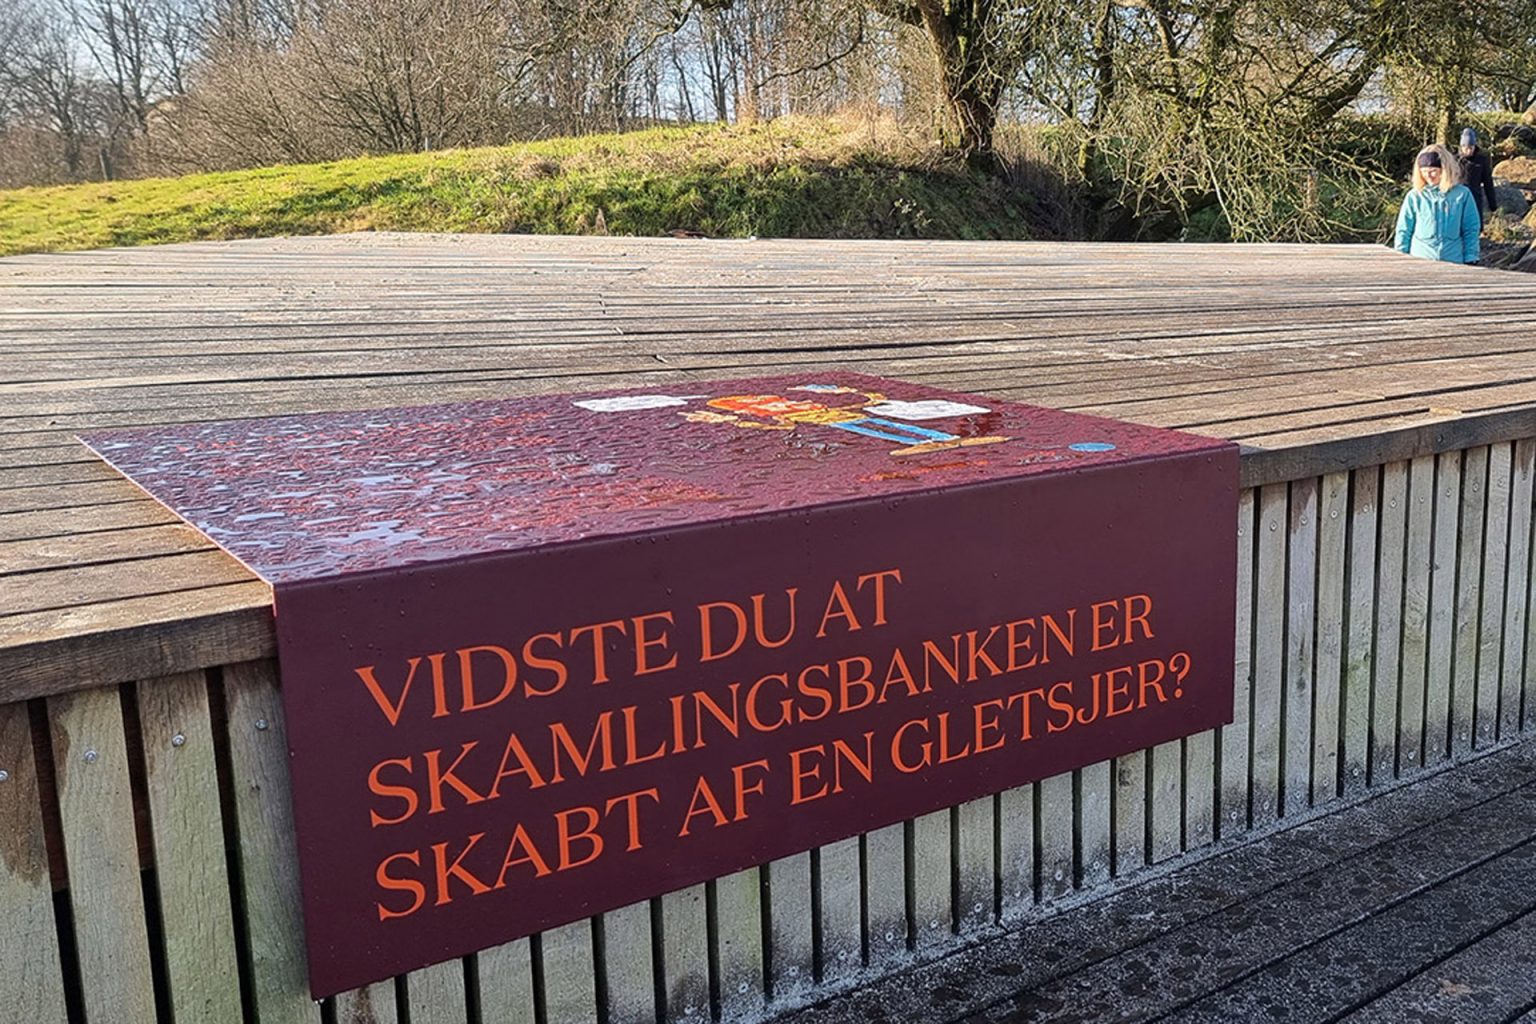 VIDSTE DU AT
SKAMLINGSBANKEN ER
SKABT AF EN GLETSJER?